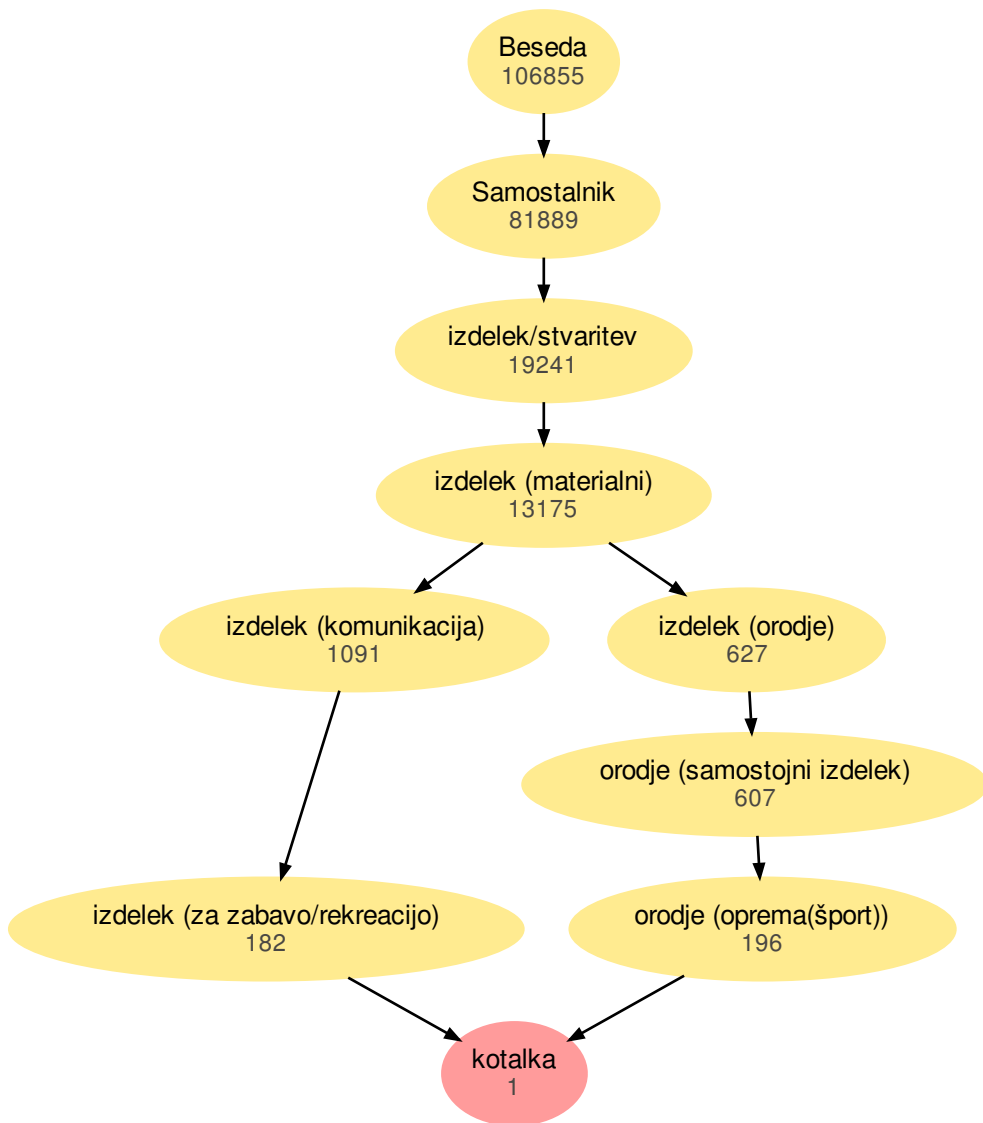 Beseda
106855
Samostalnik
81889
izdelek/stvaritev
19241
izdelek (materialni)
13175
izdelek (komunikacija)
1091
izdelek (orodje)
627
orodje (samostojni izdelek)
607
izdelek (za zabavo/rekreacijo)
182
orodje (oprema(šport))
196
kotalka
1